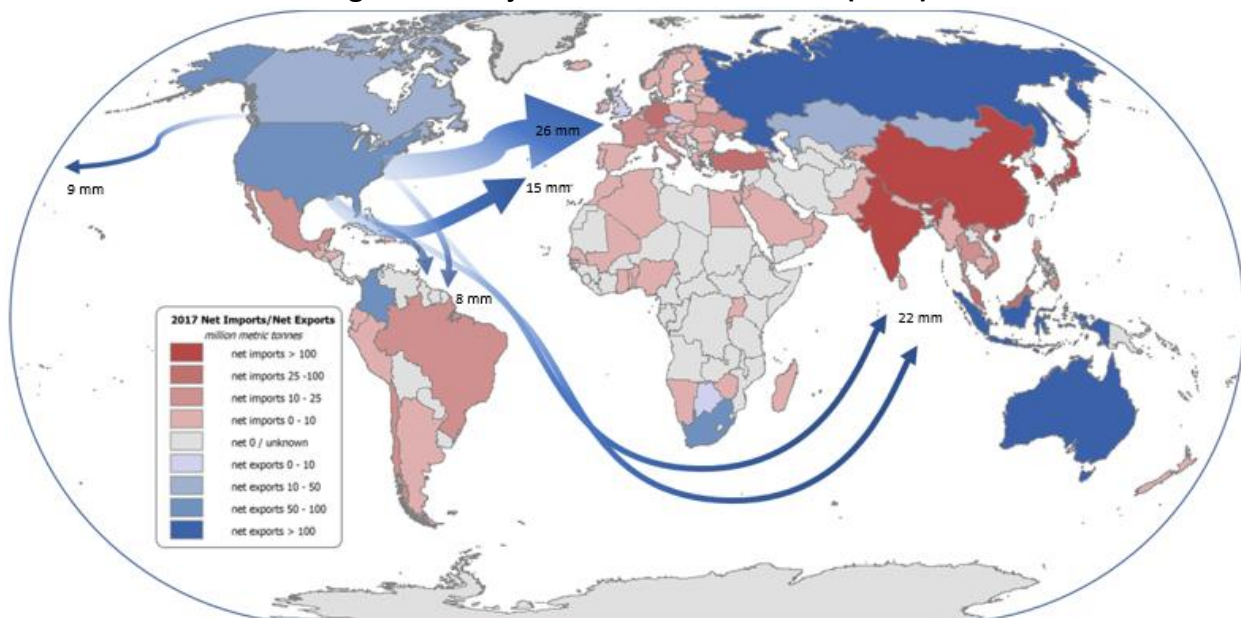 26 mm
9 mm
15 mm
8 mm
22 mm
2017 Net Imports/Net Exports
million metric tonnes
net imports > 100
net imports 25 -100
net imports 10 - 25
net imports 0 - 10
net 0 / unknown
net exports 0 - 10
net exports 10 - 50
net exports 50 - 100
net exports > 100